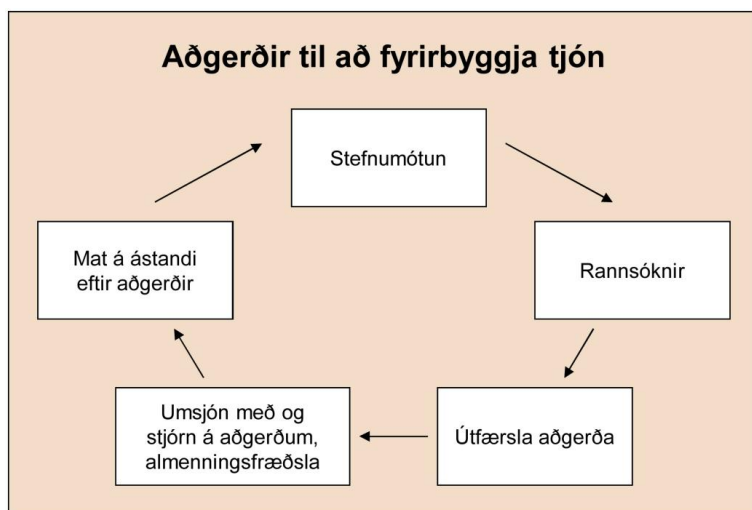 Aðgerðir til að fyrirbyggja tjón
Stefnumótun
Rannsóknir
Útfærsla aðgerða
Umsjón með og
stjórn á aðgerðum,
almenningsfræðsla
Mat á ástandi
eftir aðgerðir